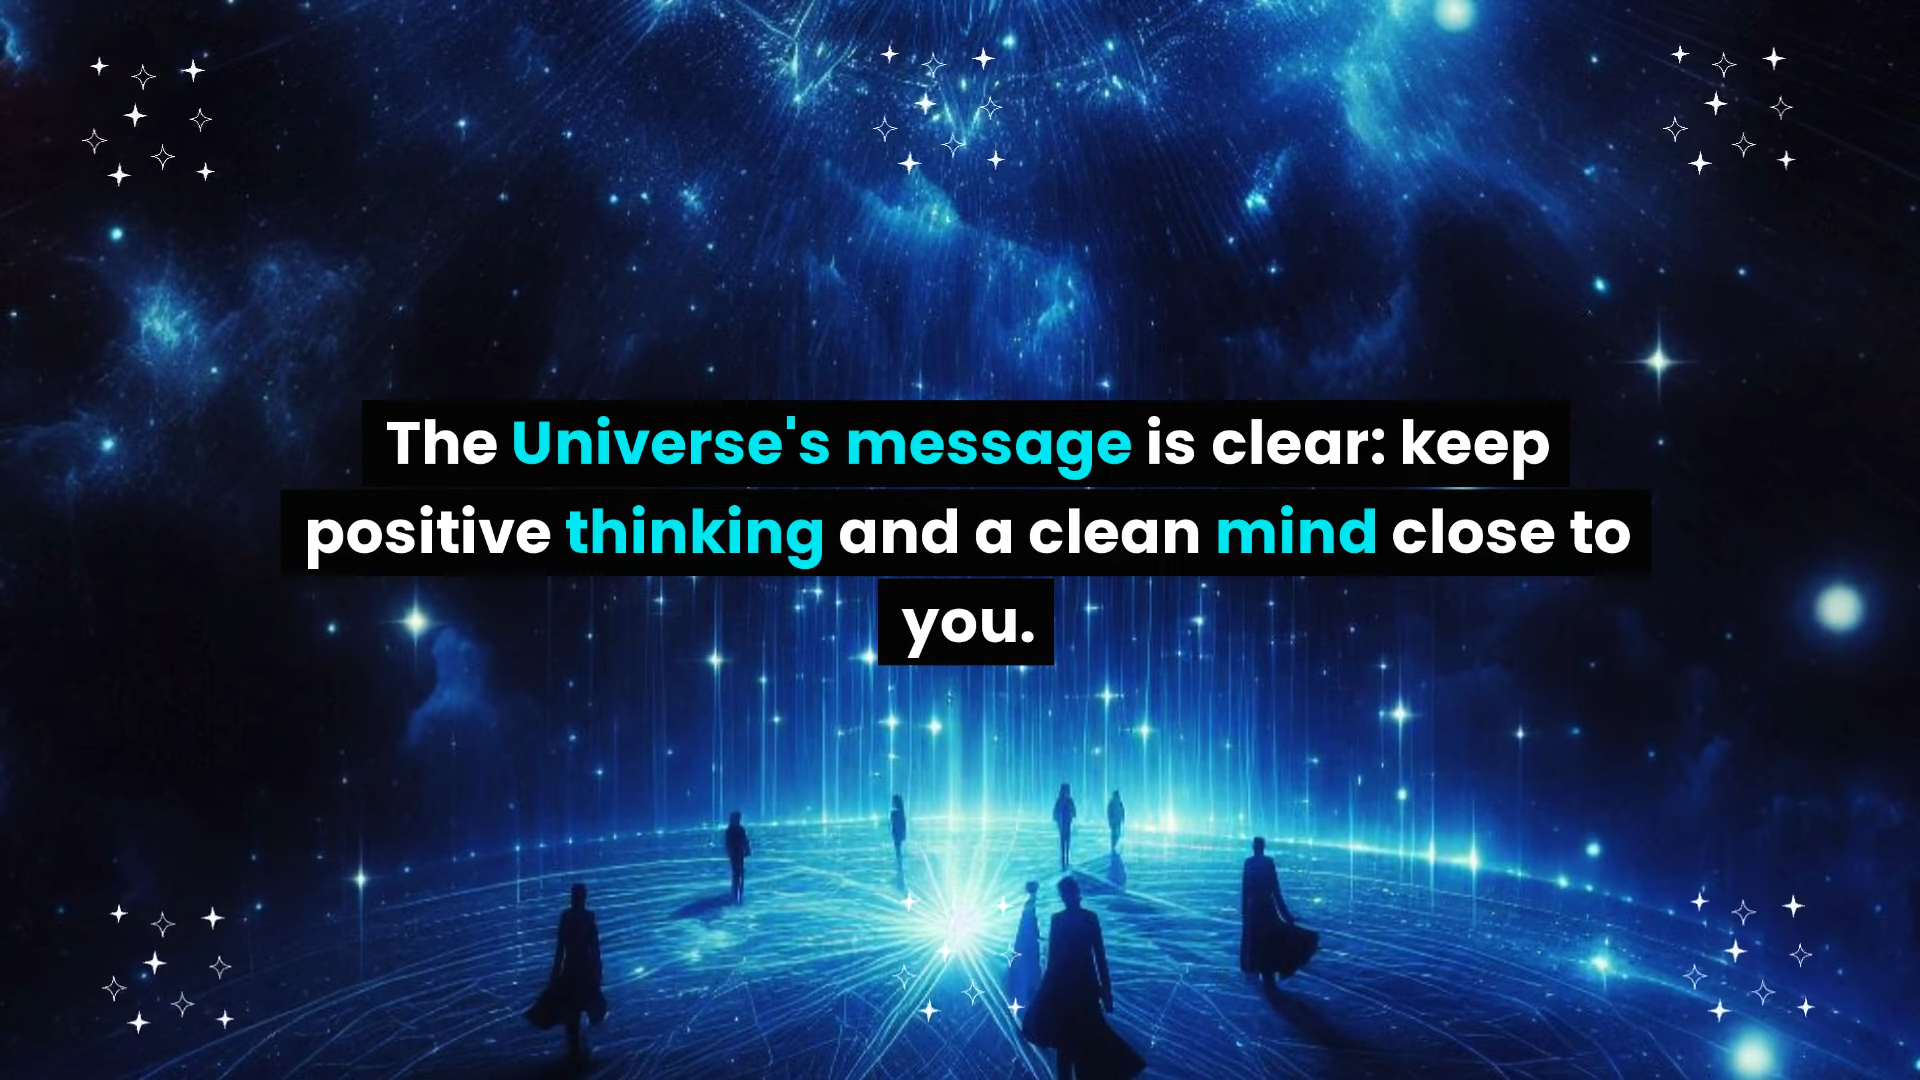 The Universe's message is clear: keep
positive thinking and a clean mind close to
you.